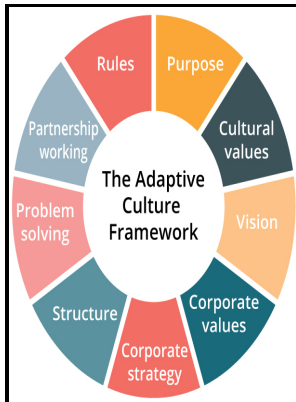 Rules
Purpose
Cultural
values
Vision
Corporate
values
Corporate
strategy
Structure
Problem
solving
Partnership
working
The Adaptive
Culture
Framework